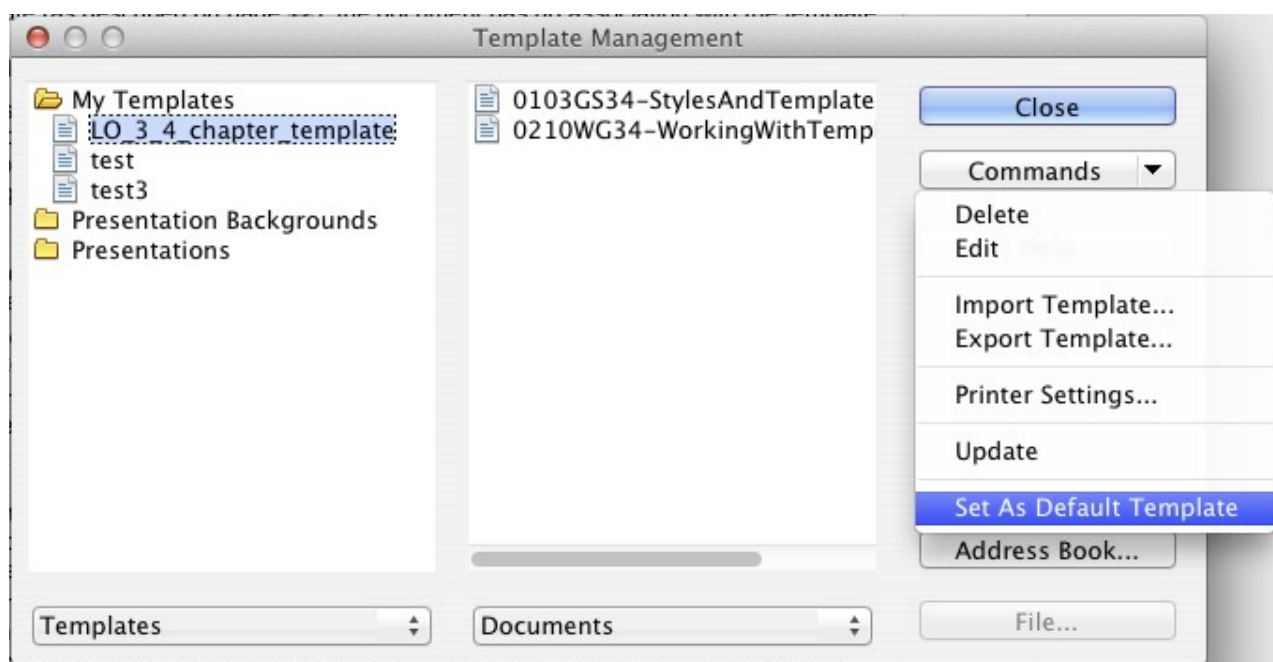 Template Management
My Templates
LO_3_4_chapter_template
test
test3
Presentation Backgrounds
Presentations
0103GS34-StylesAndTemplate
0210WG34-WorkingWithTemp
Close
Commands
Delete
Edit
Import Template...
Export Template...
Printer Settings...
Update
Set As Default Template
Address Book...
File...
Templates
Documents